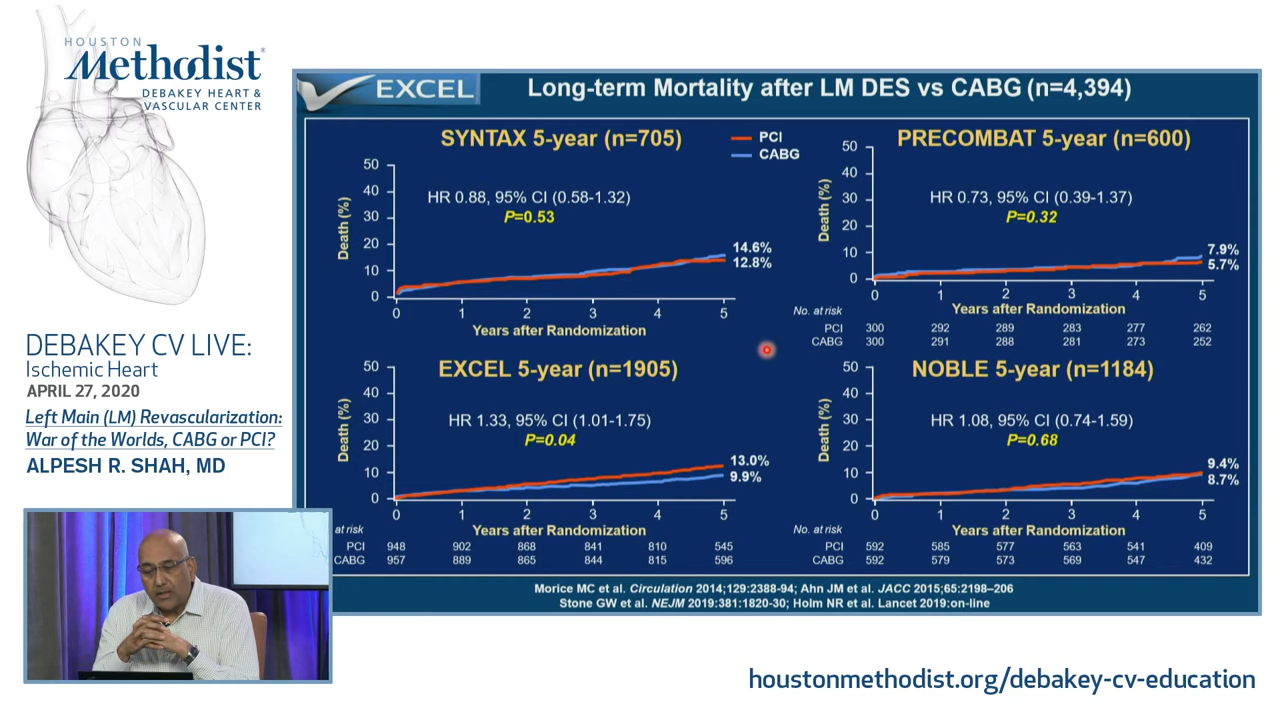 HOUSTON
Methodist®
DEBAKEY HEART &
VASCULAR CENTER
DEBAKEY CV LIVE:
Ischemic Heart
APRIL 27, 2020
Left Main (LM) Revascularization:
War of the Worlds, CABG or PCI?
ALPESH R. SHAH, MD
EXCEL
Long-term Mortality after LM DES vs CABG (n=4,394)
SYNTAX 5-year (n=705)
PCI
CABG
Death (%)
50
40
30
20
10
0
HR 0.88, 95% CI (0.58-1.32)
P=0.53
14.6%
12.8%
0 1 2 3 4 5
Years after Randomization
PRECOMBAT 5-year (n=600)
Death (%)
50
40
30
20
10
0
HR 0.73, 95% CI (0.39-1.37)
P=0.32
7.9%
5.7%
0 1 2 3 4 5
Years after Randomization
No. at risk
PCI 300 292 289 283 277 262
CABG 300 291 288 281 273 252
EXCEL 5-year (n=1905)
Death (%)
50
40
30
20
10
0
HR 1.33, 95% CI (1.01-1.75)
P=0.04
13.0%
9.9%
0 1 2 3 4 5
Years after Randomization
at risk
PCI 948 902 868 841 810 545
CABG 957 889 865 844 815 596
NOBLE 5-year (n=1184)
Death (%)
50
40
30
20
10
0
HR 1.08, 95% CI (0.74-1.59)
P=0.68
9.4%
8.7%
0 1 2 3 4 5
Years after Randomization
No. at risk
PCI 592 585 577 563 541 409
CABG 592 579 573 569 547 432
Morice MC et al. Circulation 2014;129:2388-94; Ahn JM et al. JACC 2015;65:2198–206
Stone GW et al. NEJM 2019:381:1820-30; Holm NR et al. Lancet 2019:on-line
houstonmethodist.org/debakey-cv-education